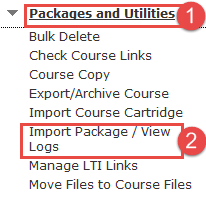 Packages and Utilities
1
Bulk Delete
Check Course Links
Course Copy
Export/Archive Course
Import Course Cartridge
Import Package / View
Logs
2
Manage LTI Links
Move Files to Course Files